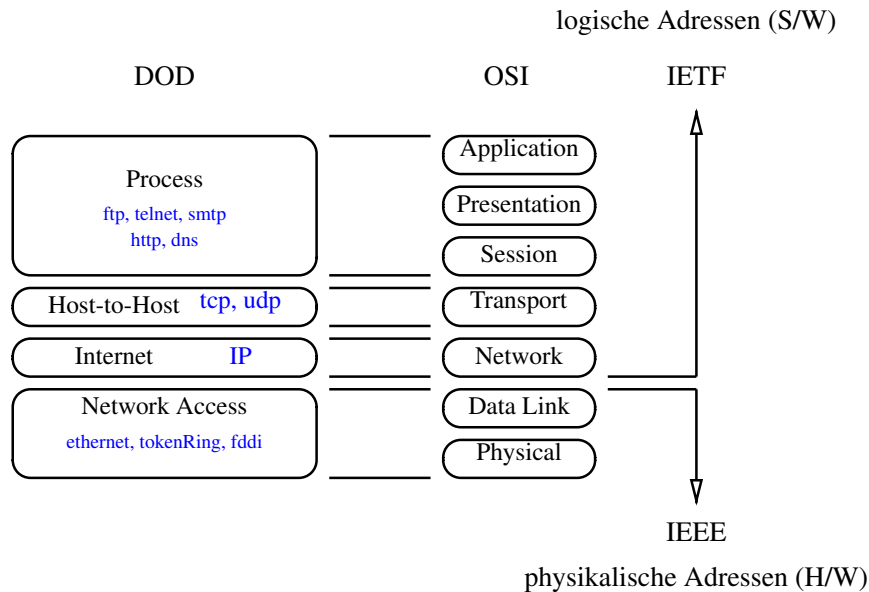 logische Adressen (S/W)
DOD OSI IETF
Application
Process
Presentation
ftp, telnet, smtp
http, dns
Session
Host-to-Host tcp, udp Transport
Internet IP Network
Network Access Data Link
ethernet, tokenRing, fddi
Physical
IEEE
physikalische Adressen (H/W)